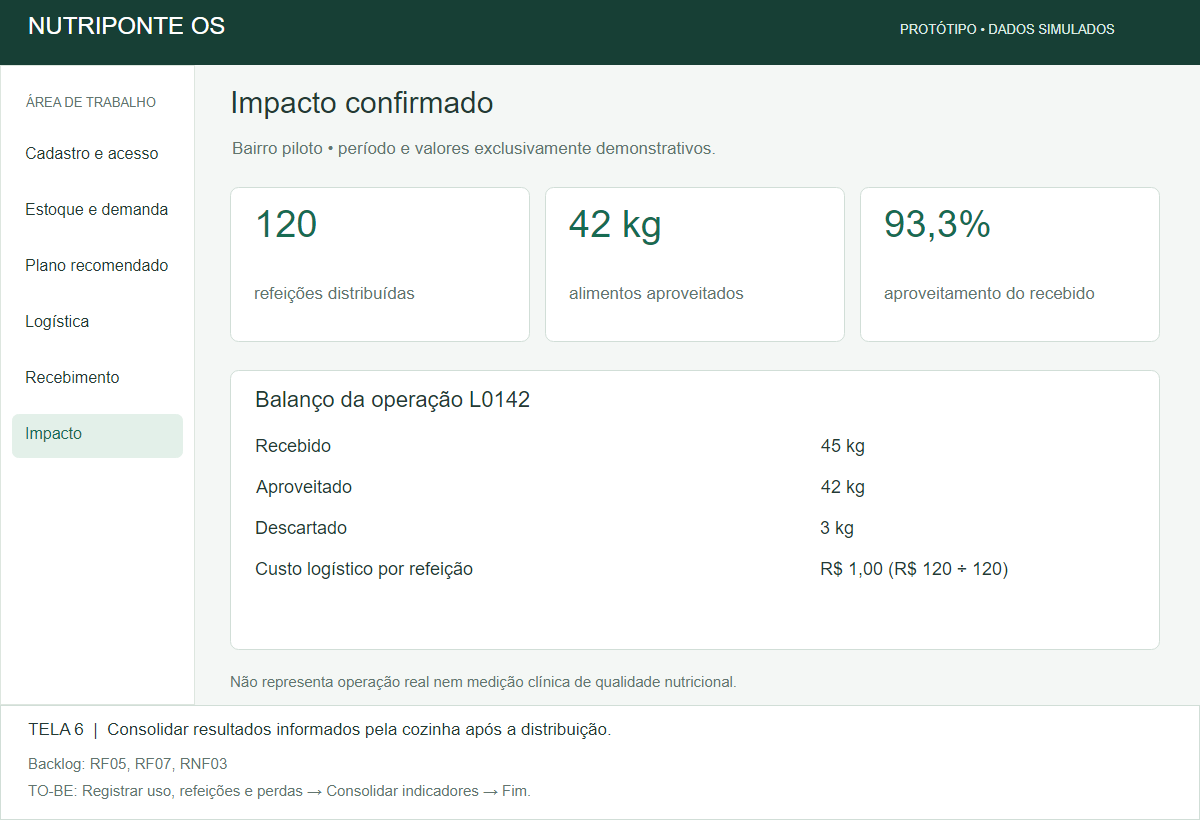 NUTRIPONTE OS
PROTÓTIPO • DADOS SIMULADOS
ÁREA DE TRABALHO
Cadastro e acesso
Estoque e demanda
Plano recomendado
Logística
Recebimento
Impacto
Impacto confirmado
Bairro piloto • período e valores exclusivamente demonstrativos.
120
refeições distribuídas
42 kg
alimentos aproveitados
93,3%
aproveitamento do recebido
Balanço da operação L0142
Recebido 45 kg
Aproveitado 42 kg
Descartado 3 kg
Custo logístico por refeição R$ 1,00 (R$ 120 ÷ 120)
Não representa operação real nem medição clínica de qualidade nutricional.
TELA 6 | Consolidar resultados informados pela cozinha após a distribuição.
Backlog: RF05, RF07, RNF03
TO-BE: Registrar uso, refeições e perdas → Consolidar indicadores → Fim.